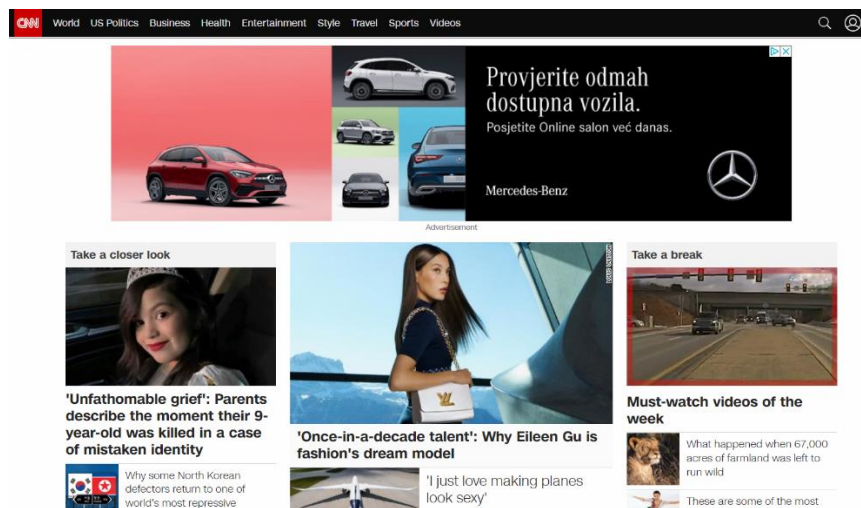 CNN World US Politics Business Health Entertainment Style Travel Sports Videos
Provjerite odmah
dostupna vozila.
Posjetite Online salon već danas.
Mercedes-Benz
Advertisement
Take a closer look
'Unfathomable grief': Parents
describe the moment their 9-
year-old was killed in a case
of mistaken identity
Why some North Korean
defectors return to one of
world's most repressive
LOUIS VUITTON
'Once-in-a-decade talent': Why Eileen Gu is
fashion's dream model
'I just love making planes
look sexy'
Take a break
Must-watch videos of the
week
What happened when 67,000
acres of farmland was left to
run wild
These are some of the most